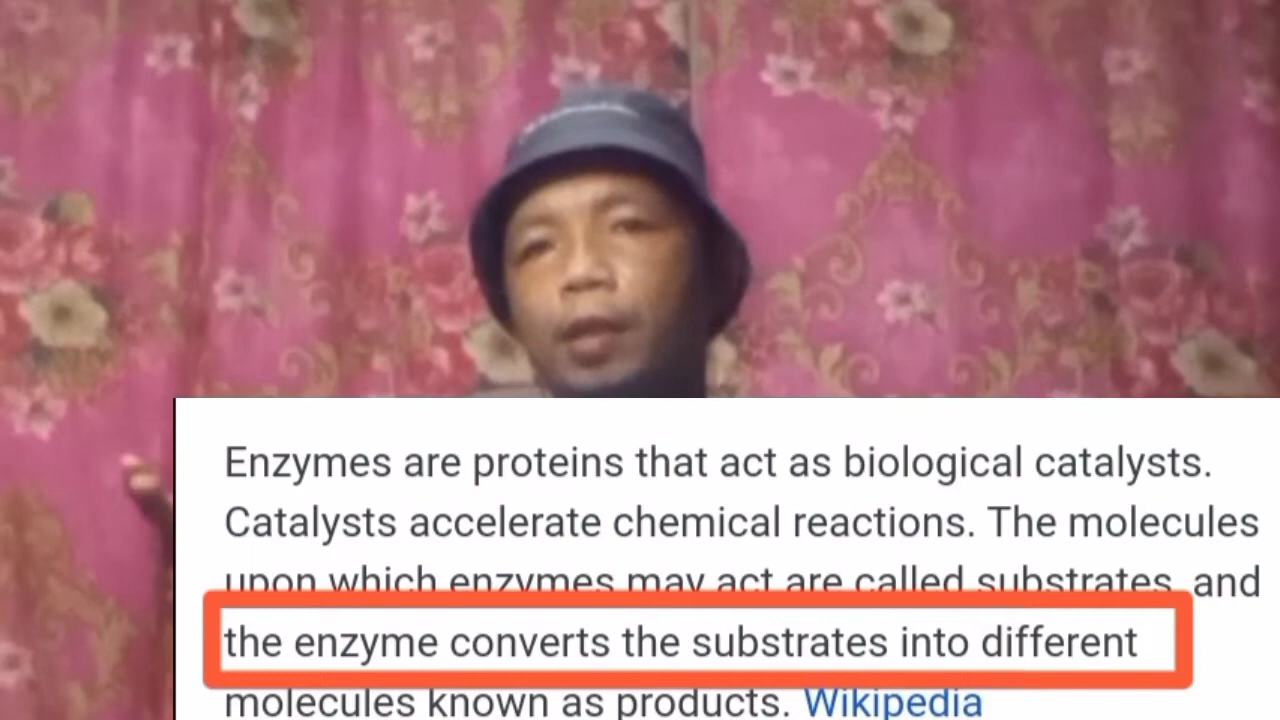 Enzymes are proteins that act as biological catalysts.
Catalysts accelerate chemical reactions. The molecules
upon which enzymes may act are called substrates, and
the enzyme converts the substrates into different
molecules known as products. Wikipedia